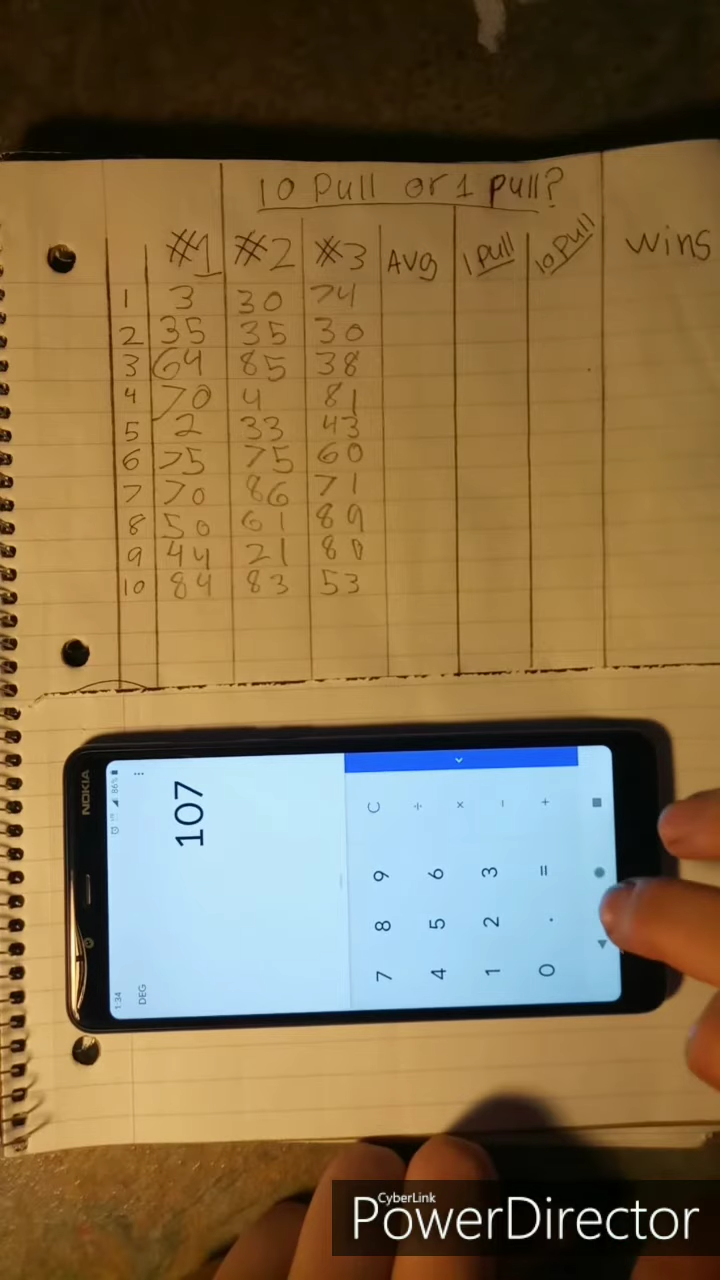 10 Pull or 1 pull?
#1 #2 #3 Avg 1 Pull 10 Pull wins
1 3 30 74
2 35 35 30
3 64 85 38
4 70 4 81
5 2 33 43
6 75 75 60
7 70 86 71
8 50 61 89
9 44 21 80
10 84 83 53
NOKIA
1:34 86%
DEG
107
7 8 9 C
4 5 6 ÷
1 2 3 ×
0 . = − +
CyberLink
PowerDirector